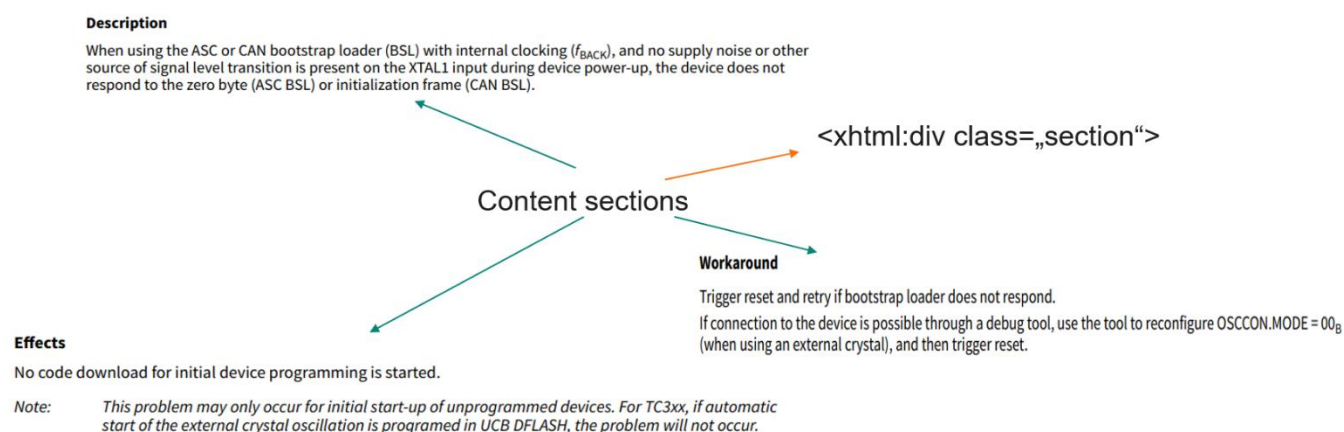 Description
When using the ASC or CAN bootstrap loader (BSL) with internal clocking (fBACK), and no supply noise or other
source of signal level transition is present on the XTAL1 input during device power-up, the device does not
respond to the zero byte (ASC BSL) or initialization frame (CAN BSL).
<xhtml:div class=„section“>
Content sections
Workaround
Trigger reset and retry if bootstrap loader does not respond.
If connection to the device is possible through a debug tool, use the tool to reconfigure OSCCON.MODE = 00B
(when using an external crystal), and then trigger reset.
Effects
No code download for initial device programming is started.
Note: This problem may only occur for initial start-up of unprogrammed devices. For TC3xx, if automatic
start of the external crystal oscillation is programed in UCB DFLASH, the problem will not occur.